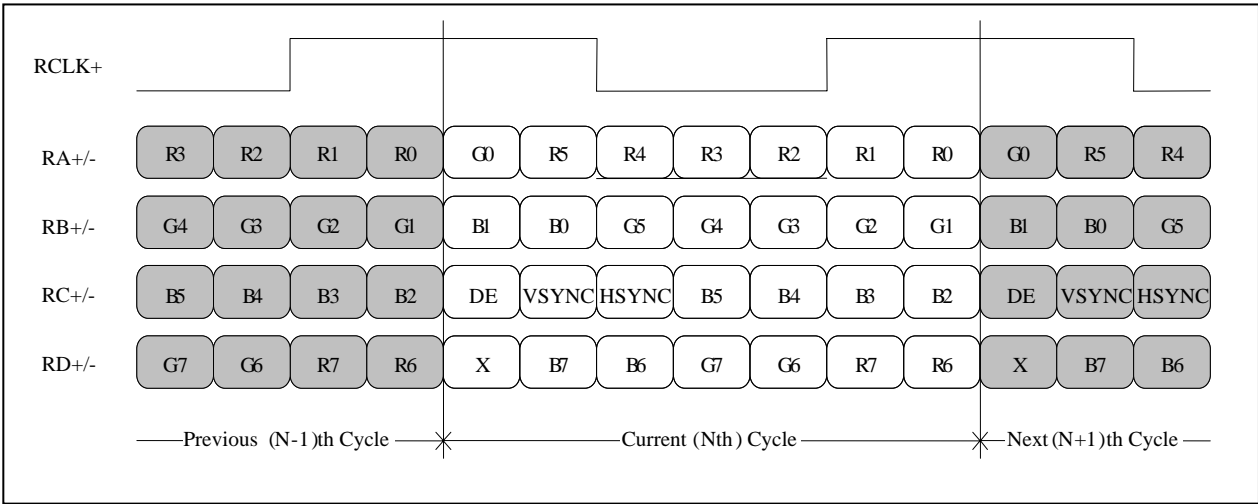 RCLK+
RA+/- R3 R2 R1 R0 G0 R5 R4 R3 R2 R1 R0 G0 R5 R4
RB+/- G4 G3 G2 G1 B1 B0 G5 G4 G3 G2 G1 B1 B0 G5
RC+/- B5 B4 B3 B2 DE VSYNC HSYNC B5 B4 B3 B2 DE VSYNC HSYNC
RD+/- G7 G6 R7 R6 X B7 B6 G7 G6 R7 R6 X B7 B6
Previous (N-1)th Cycle Current (Nth) Cycle Next (N+1)th Cycle